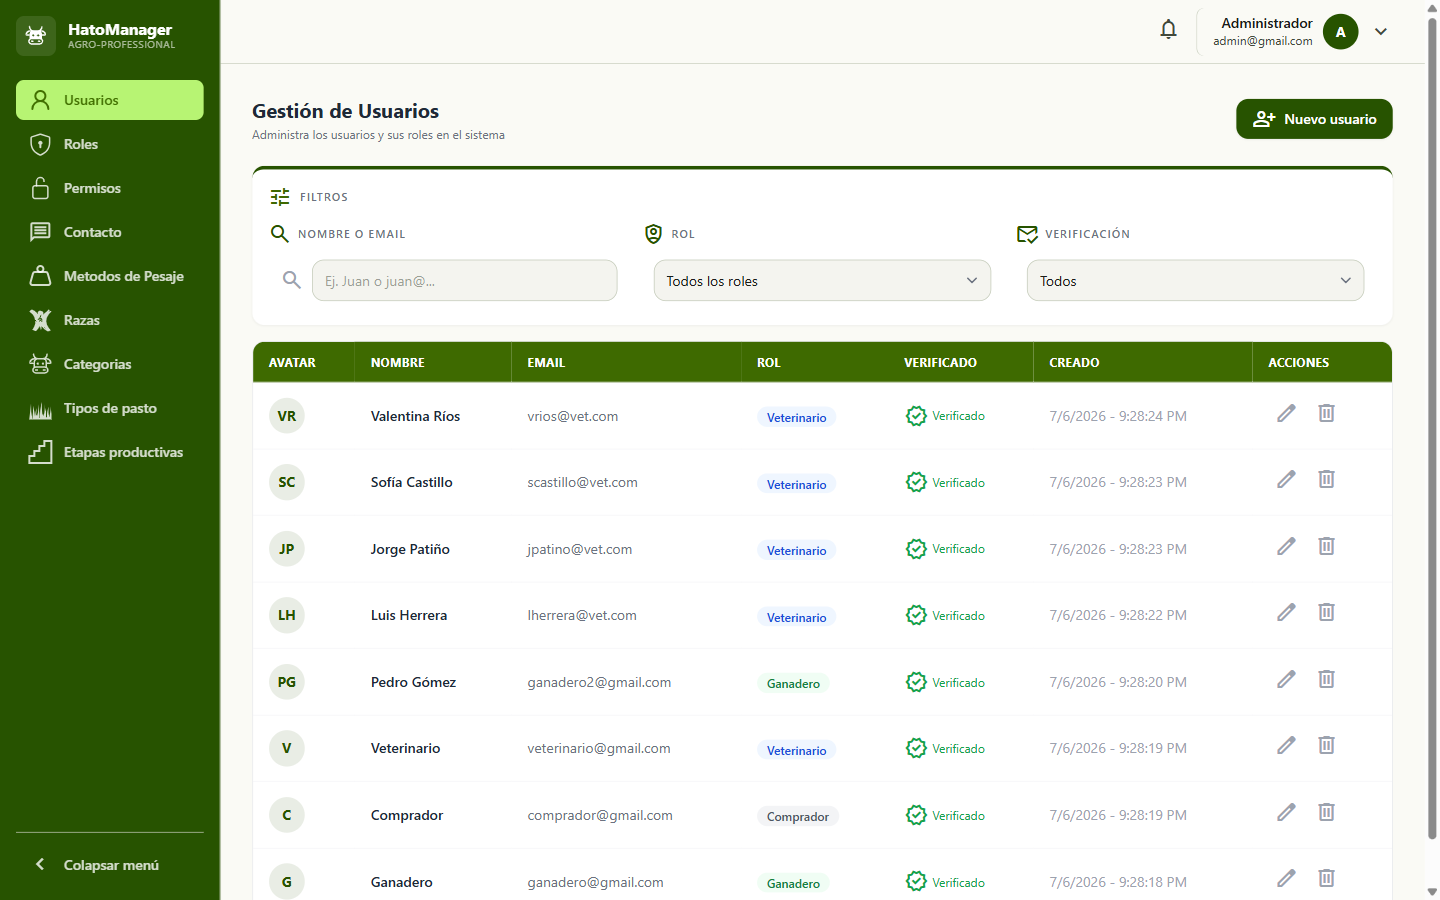 HatoManager
AGRO-PROFESSIONAL
Usuarios
Roles
Permisos
Contacto
Metodos de Pesaje
Razas
Categorias
Tipos de pasto
Etapas productivas
Colapsar menú
Administrador
admin@gmail.com
A
Gestión de Usuarios
Administra los usuarios y sus roles en el sistema
Nuevo usuario
FILTROS
NOMBRE O EMAIL
ROL
VERIFICACIÓN
Ej. Juan o juan@...
Todos los roles
Todos
AVATAR NOMBRE EMAIL ROL VERIFICADO CREADO ACCIONES
VR Valentina Ríos vrios@vet.com Veterinario Verificado 7/6/2026 - 9:28:24 PM
SC Sofía Castillo scastillo@vet.com Veterinario Verificado 7/6/2026 - 9:28:23 PM
JP Jorge Patiño jpatino@vet.com Veterinario Verificado 7/6/2026 - 9:28:23 PM
LH Luis Herrera lherrera@vet.com Veterinario Verificado 7/6/2026 - 9:28:22 PM
PG Pedro Gómez ganadero2@gmail.com Ganadero Verificado 7/6/2026 - 9:28:20 PM
V Veterinario veterinario@gmail.com Veterinario Verificado 7/6/2026 - 9:28:19 PM
C Comprador comprador@gmail.com Comprador Verificado 7/6/2026 - 9:28:19 PM
G Ganadero ganadero@gmail.com Ganadero Verificado 7/6/2026 - 9:28:18 PM